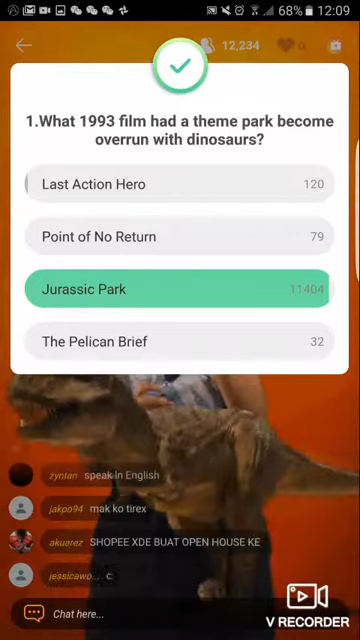 68% 12:09
12,234 0
1.What 1993 film had a theme park become
overrun with dinosaurs?
Last Action Hero 120
Point of No Return 79
Jurassic Park 11404
The Pelican Brief 32
zyntan speak in English
jakpo94 mak ko tirex
akuarez SHOPEE XDE BUAT OPEN HOUSE KE
jessicawo... C:
Chat here...
V RECORDER